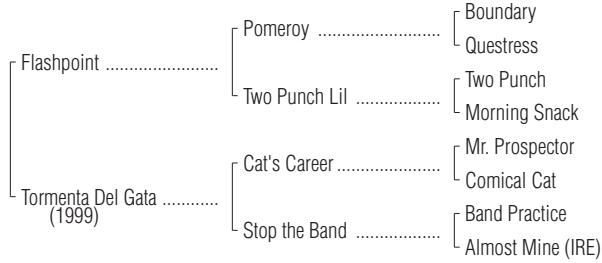 Boundary
Pomeroy ..........................
Questress
Flashpoint ........................
Two Punch
Two Punch Lil ..................
Morning Snack
Mr. Prospector
Cat's Career ......................
Comical Cat
Tormenta Del Gata ............
(1999)
Band Practice
Stop the Band ..................
Almost Mine (IRE)